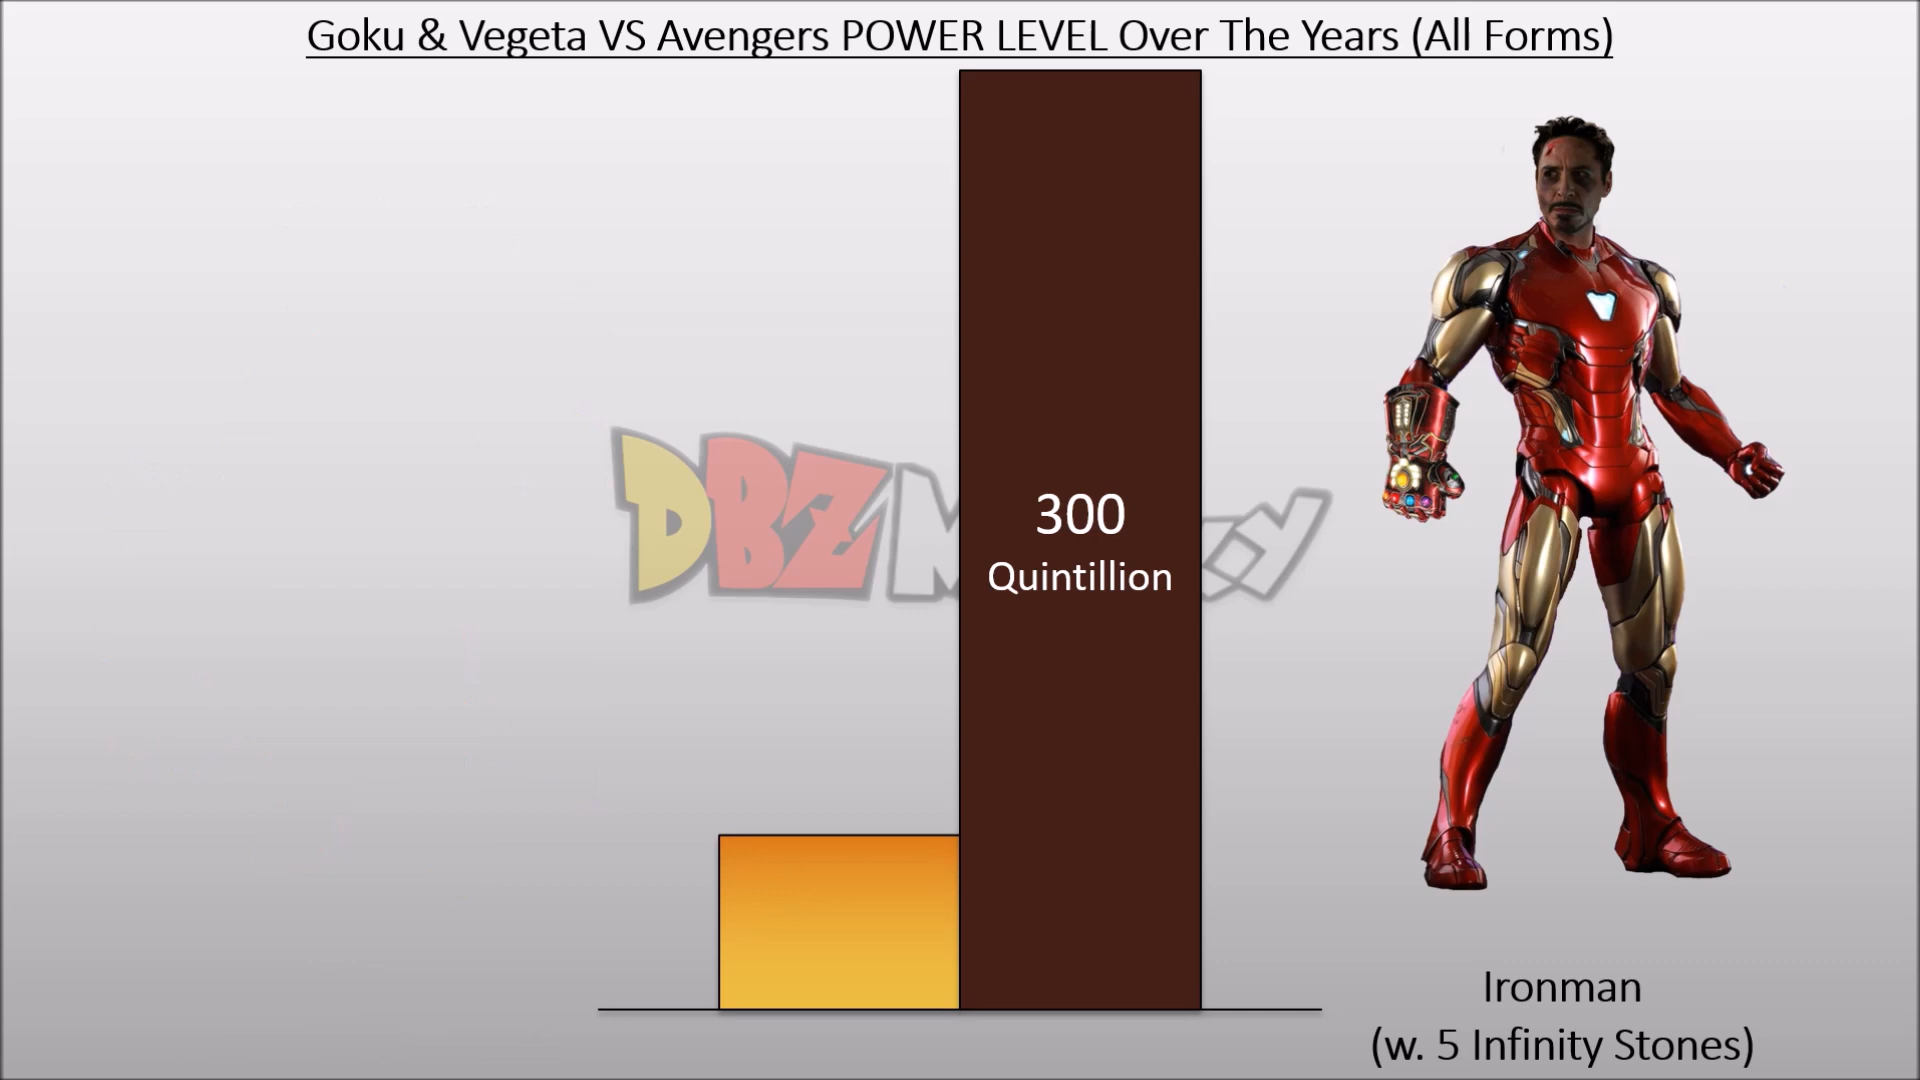 Goku & Vegeta VS Avengers POWER LEVEL Over The Years (All Forms)
DBZ
300
Quintillion
Ironman
(w. 5 Infinity Stones)